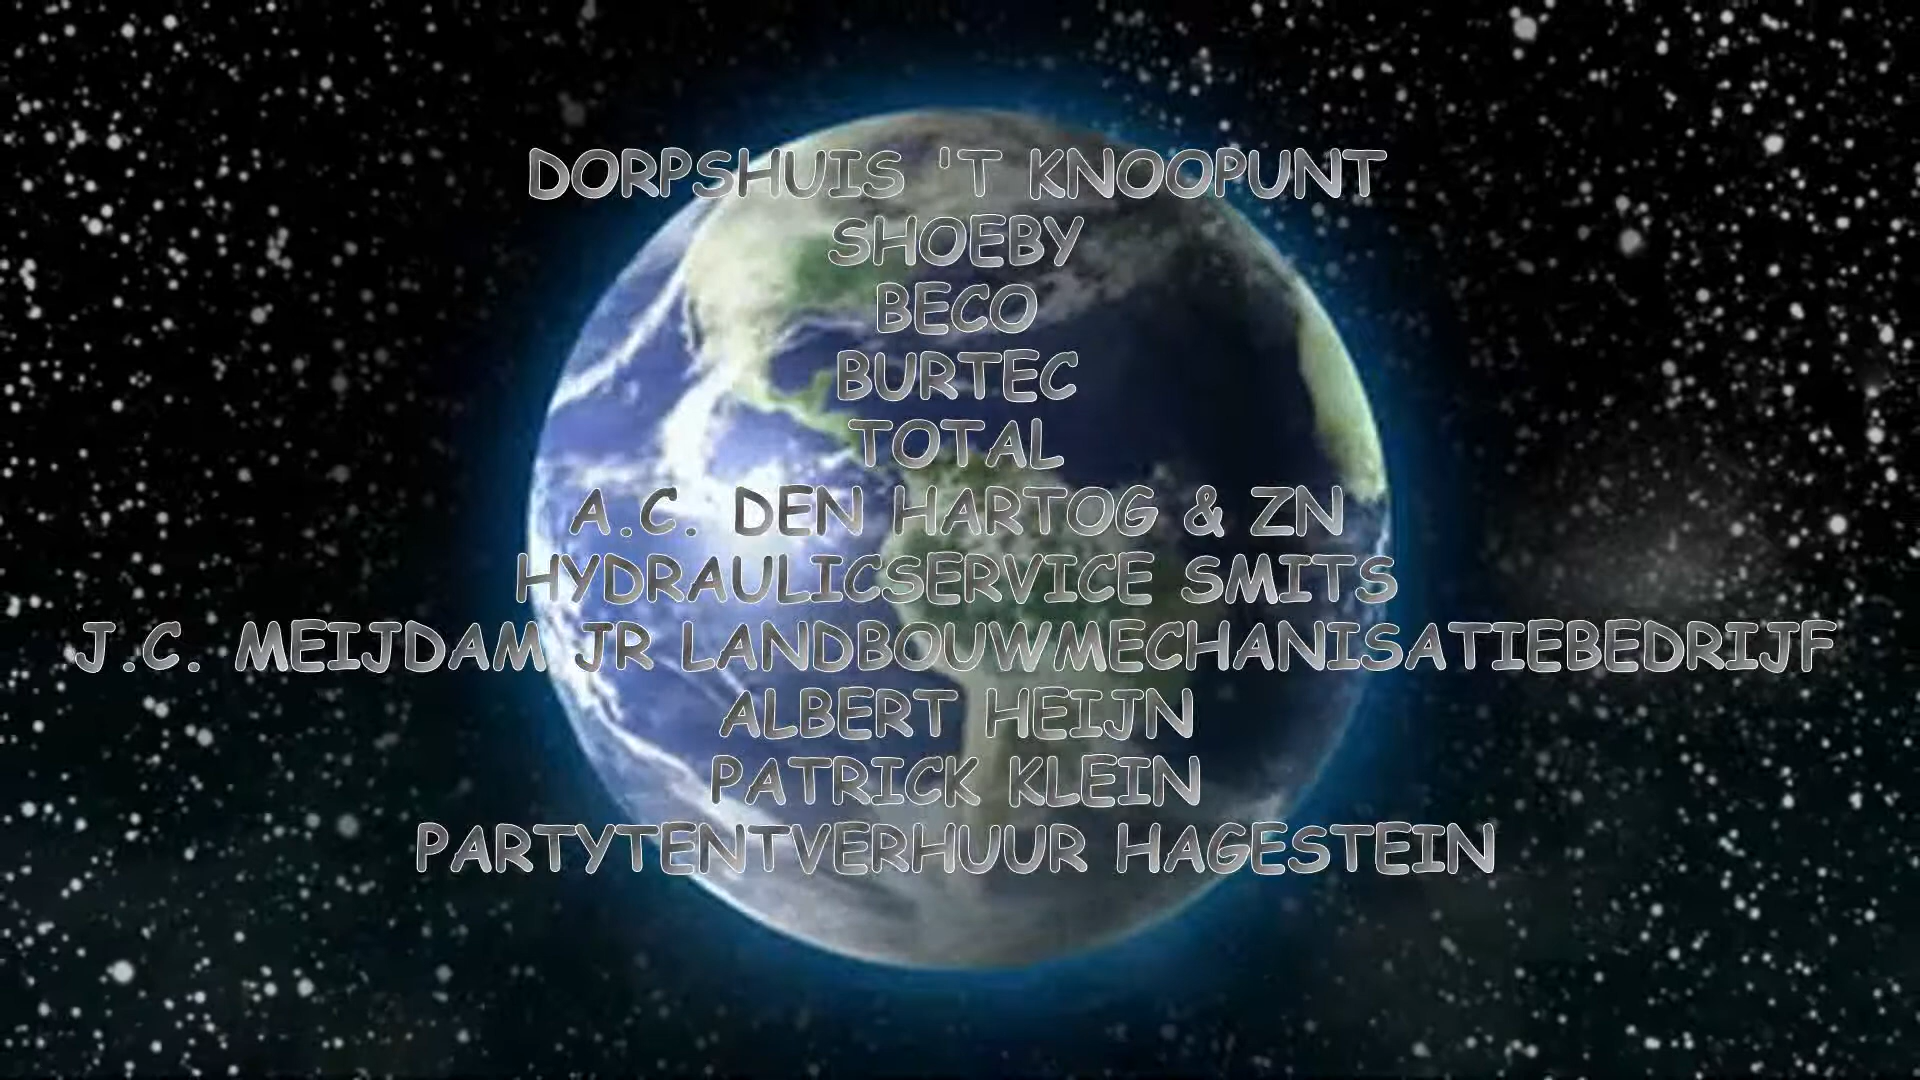 DORPSHUIS 'T KNOOPUNT
SHOEBY
BECO
BURTEC
TOTAL
A.C. DEN HARTOG & ZN
HYDRAULICSERVICE SMITS
J.C. MEIJDAM JR LANDBOUWMECHANISATIEBEDRIJF
ALBERT HEIJN
PATRICK KLEIN
PARTYTENTVERHUUR HAGESTEIN